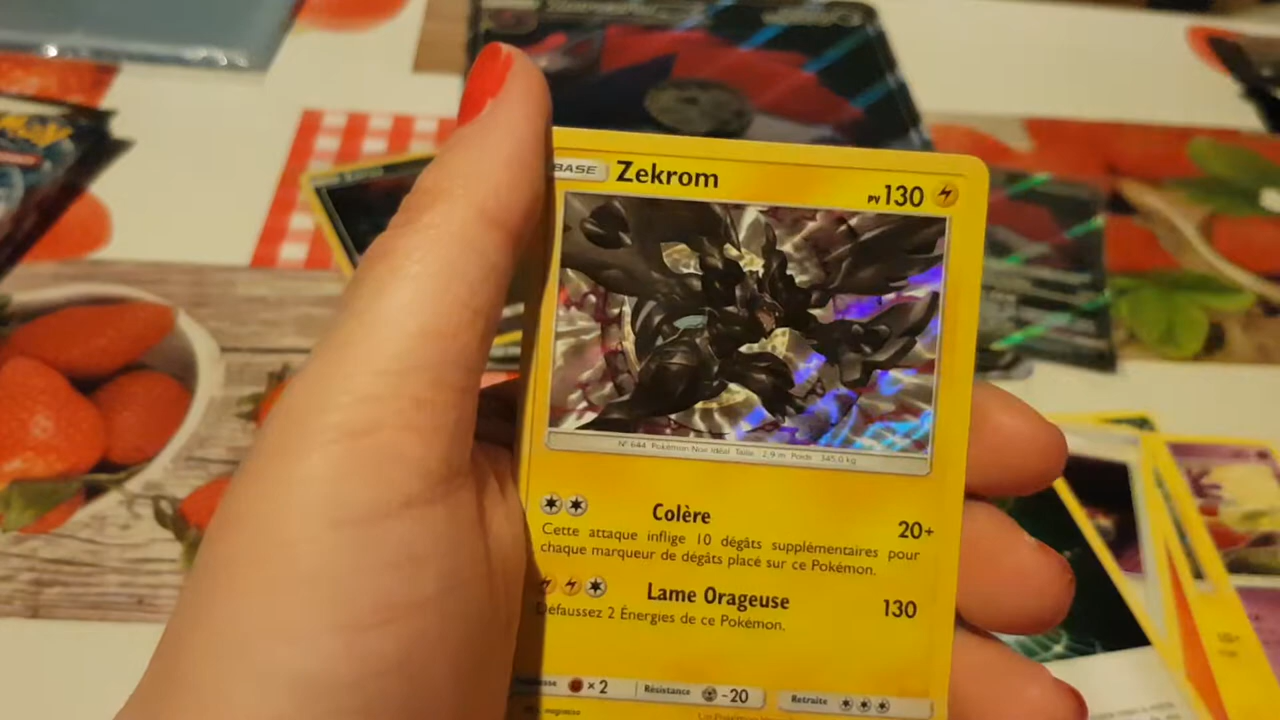 BASE Zekrom PV 130
N° 644 Pokémon Noir Idéal Taille : 2,9 m Poids : 345,0 kg
Colère 20+
Cette attaque inflige 10 dégâts supplémentaires pour
chaque marqueur de dégâts placé sur ce Pokémon.
Lame Orageuse 130
Défaussez 2 Énergies de ce Pokémon.
×2 Résistance -20 Retraite